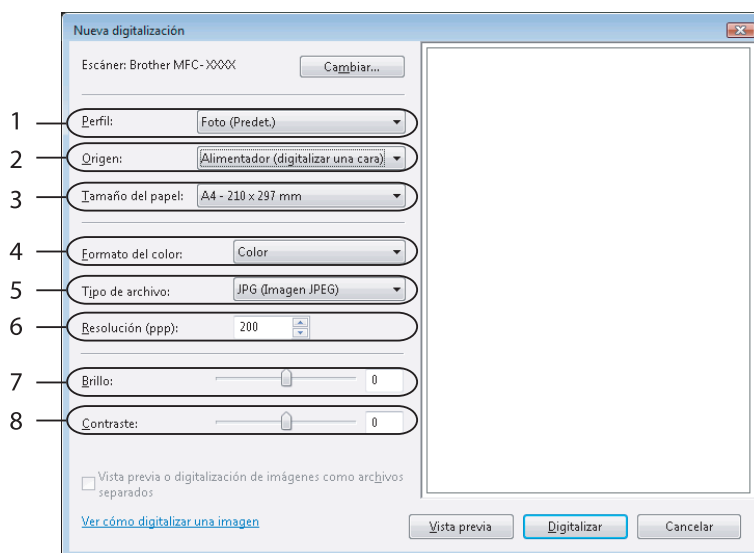 Nueva digitalización
Escáner: Brother MFC-XXXX
Cambiar...
1
Perfil:
Foto (Predet.)
2
Origen:
Alimentador (digitalizar una cara)
3
Tamaño del papel:
A4 - 210 x 297 mm
4
Formato del color:
Color
5
Tipo de archivo:
JPG (Imagen JPEG)
6
Resolución (ppp):
200
7
Brillo:
0
8
Contraste:
0
Vista previa o digitalización de imágenes como archivos
separados
Ver cómo digitalizar una imagen
Vista previa
Digitalizar
Cancelar